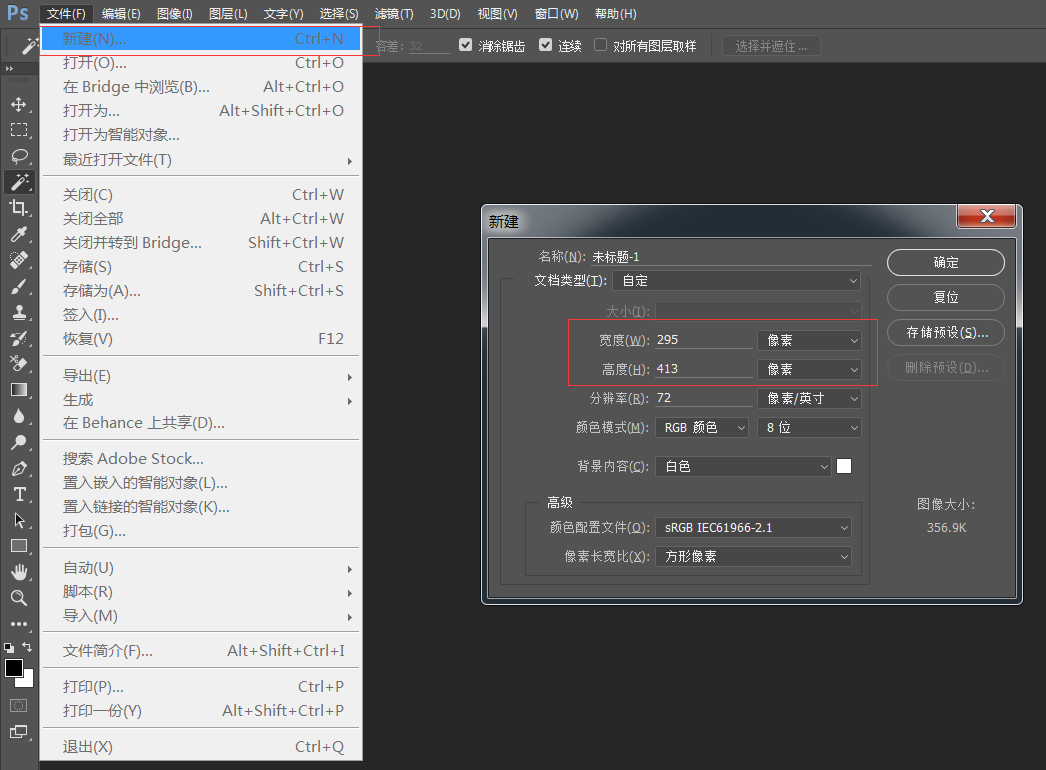 Ps 文件(F) 编辑(E) 图像(I) 图层(L) 文字(Y) 选择(S) 滤镜(T) 3D(D) 视图(V) 窗口(W) 帮助(H)
容差: 32 消除锯齿 连续 对所有图层取样 选择并遮住 ...
新建(N)... Ctrl+N
打开(O)... Ctrl+O
在 Bridge 中浏览(B)... Alt+Ctrl+O
打开为... Alt+Shift+Ctrl+O
打开为智能对象...
最近打开文件(T)
关闭(C) Ctrl+W
关闭全部 Alt+Ctrl+W
关闭并转到 Bridge... Shift+Ctrl+W
存储(S) Ctrl+S
存储为(A)... Shift+Ctrl+S
签入(I)...
恢复(V) F12
导出(E)
生成
在 Behance 上共享(D)...
搜索 Adobe Stock...
置入嵌入的智能对象(L)...
置入链接的智能对象(K)...
打包(G)...
自动(U)
脚本(R)
导入(M)
文件简介(F)... Alt+Shift+Ctrl+I
打印(P)... Ctrl+P
打印一份(Y) Alt+Shift+Ctrl+P
退出(X) Ctrl+Q
新建
名称(N): 未标题-1
确定
文档类型(T): 自定
复位
大小(I):
存储预设(S)...
宽度(W): 295 像素
高度(H): 413 像素
删除预设(D)...
分辨率(R): 72 像素/英寸
颜色模式(M): RGB 颜色 8 位
背景内容(C): 白色
高级
图像大小:
颜色配置文件(O): sRGB IEC61966-2.1
356.9K
像素长宽比(X): 方形像素